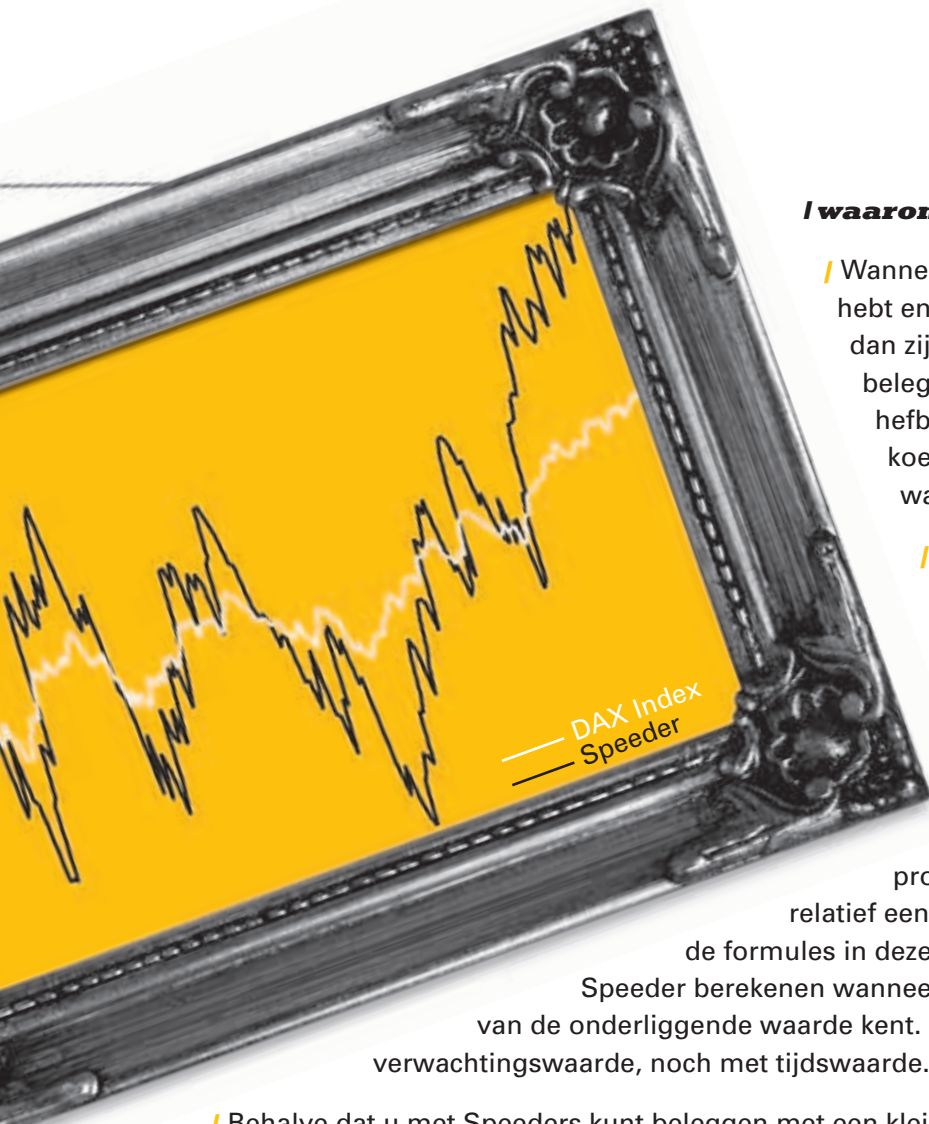 / waarom
/ Wanne
hebt en
dan zij
beleg
hefb
koe
wa
/
DAX Index
Speeder
pro
relatief een
de formules in deze
Speeder berekenen wannee
van de onderliggende waarde kent.
verwachtingswaarde, noch met tijdswaarde.
/ Behalve dat u met Speeders kunt beleggen met een klei